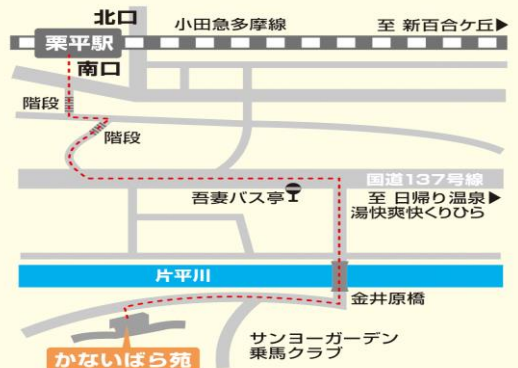 北口
小田急多摩線
至 新百合ケ丘▶
栗平駅
南口
階段
階段
国道137号線
吾妻バス亭
至 日帰り温泉▶
湯快爽快くりひら
片平川
金井原橋
サンヨーガーデン
乗馬クラブ
かないばら苑